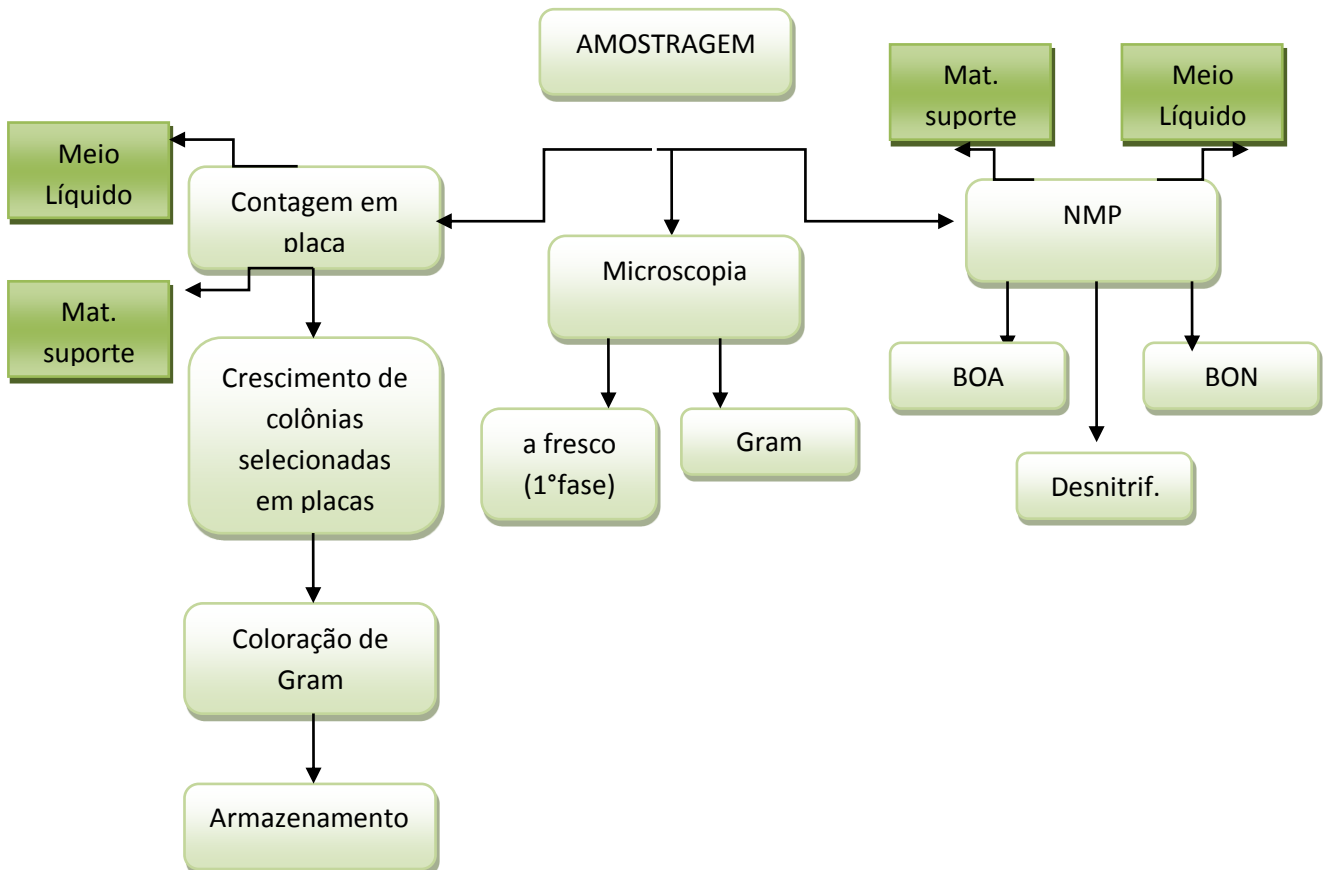 AMOSTRAGEM
Mat.
suporte
Meio
Líquido
Meio
Líquido
Contagem em
placa
NMP
Microscopia
Mat.
suporte
Crescimento de
colônias
selecionadas
em placas
a fresco
(1°fase)
Gram
BOA
BON
Desnitrif.
Coloração de
Gram
Armazenamento